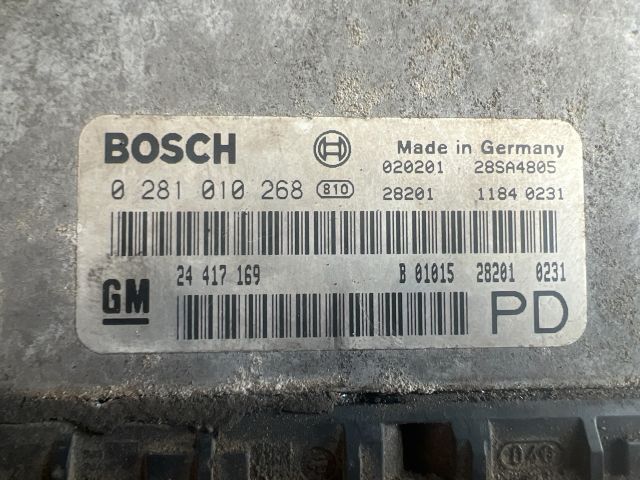 BOSCH
Made in Germany
020201 28SA4805
0 281 010 268 810
28201 1184 0231
24 417 169 B 01015 28201 0231
GM PD
040